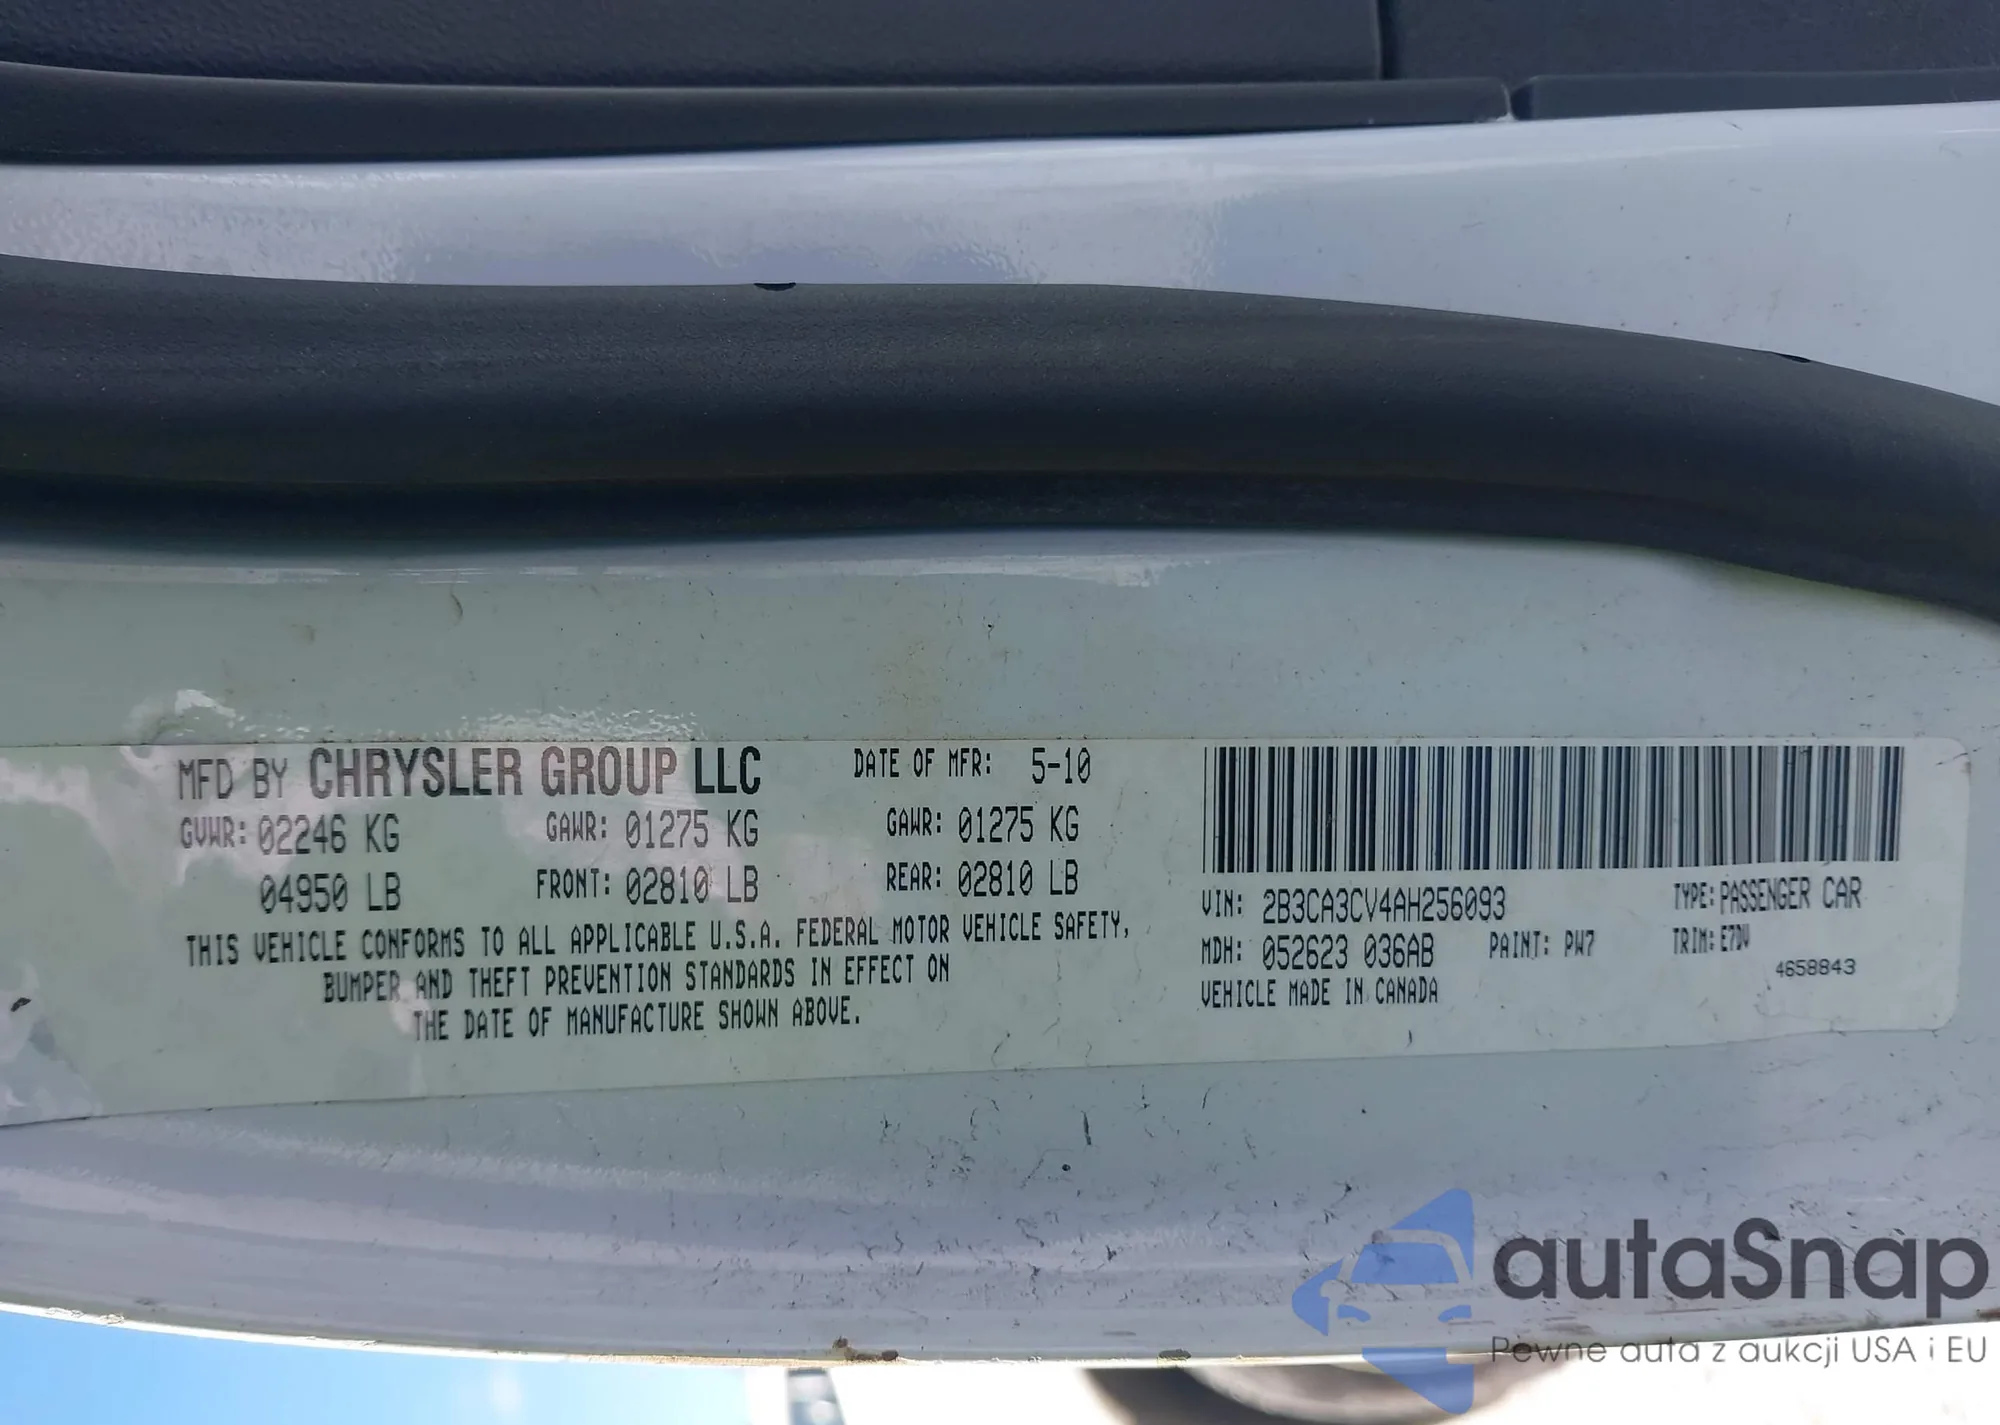 MFD BY CHRYSLER GROUP LLC DATE OF MFR: 5-10
GVWR: 02246 KG GAWR: 01275 KG GAWR: 01275 KG
04950 LB FRONT: 02810 LB REAR: 02810 LB
THIS VEHICLE CONFORMS TO ALL APPLICABLE U.S.A. FEDERAL MOTOR VEHICLE SAFETY,
BUMPER AND THEFT PREVENTION STANDARDS IN EFFECT ON
THE DATE OF MANUFACTURE SHOWN ABOVE.
VIN: 2B3CA3CV4AH256093 TYPE: PASSENGER CAR
MDH: 052623 036AB PAINT: PW7 TRIM: E7DV
VEHICLE MADE IN CANADA 4658843
autaSnap
Pewne auta z aukcji USA i EU